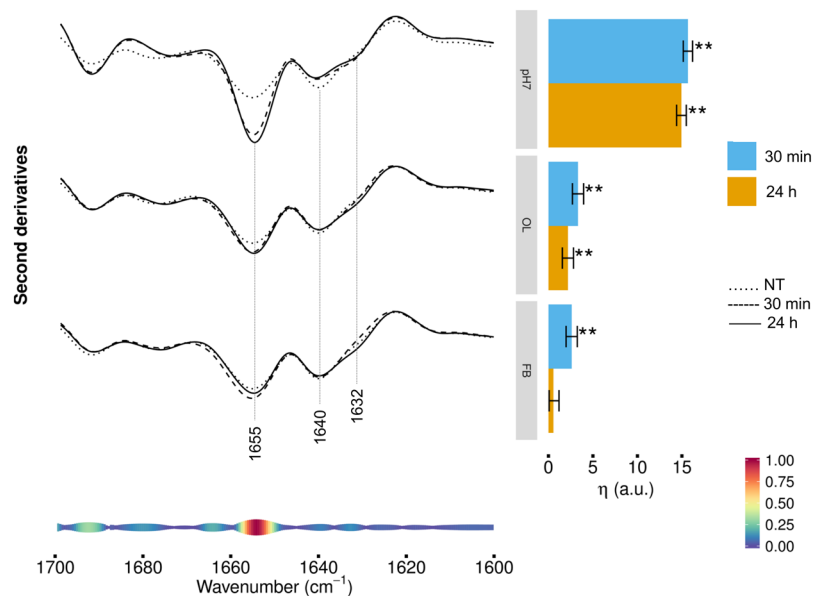 Second derivatives
1655
1640
1632
1700
1680
1660
1640
1620
1600
Wavenumber (cm⁻¹)
pH7
OL
FB
**
**
**
**
**
0
5
10
15
η (a.u.)
30 min
24 h
NT
30 min
24 h
1.00
0.75
0.50
0.25
0.00